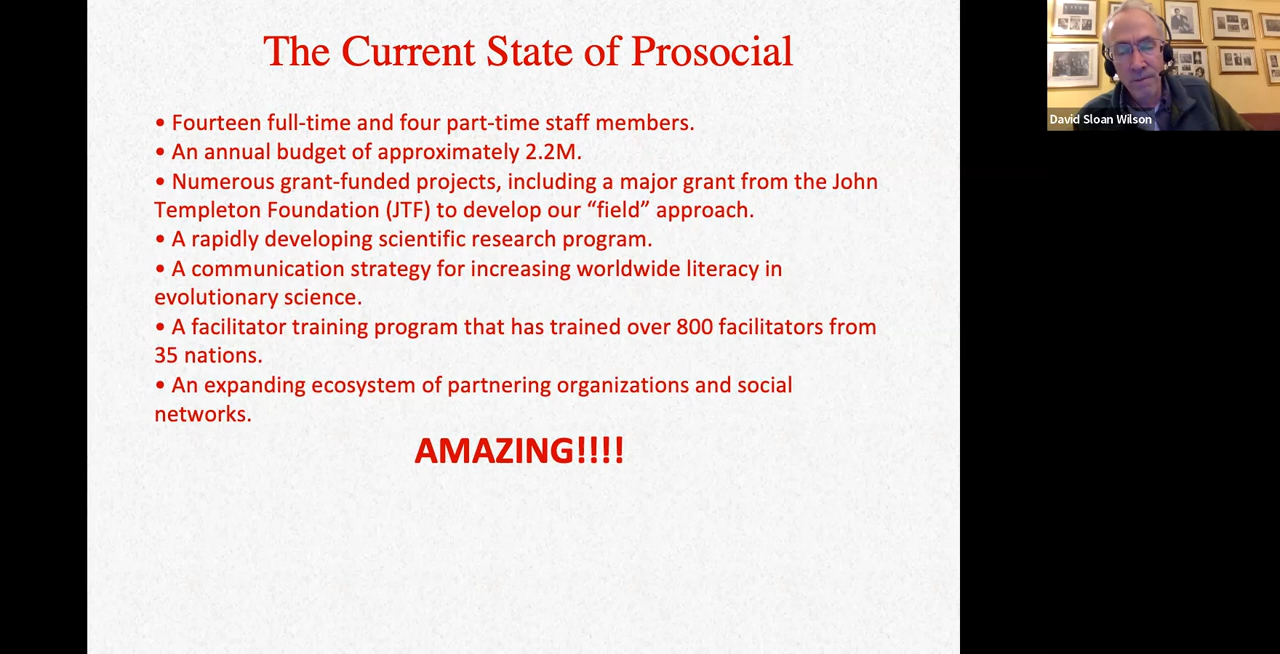 The Current State of Prosocial
• Fourteen full-time and four part-time staff members.
• An annual budget of approximately 2.2M.
• Numerous grant-funded projects, including a major grant from the John
Templeton Foundation (JTF) to develop our “field” approach.
• A rapidly developing scientific research program.
• A communication strategy for increasing worldwide literacy in
evolutionary science.
• A facilitator training program that has trained over 800 facilitators from
35 nations.
• An expanding ecosystem of partnering organizations and social
networks.
AMAZING!!!!
David Sloan Wilson